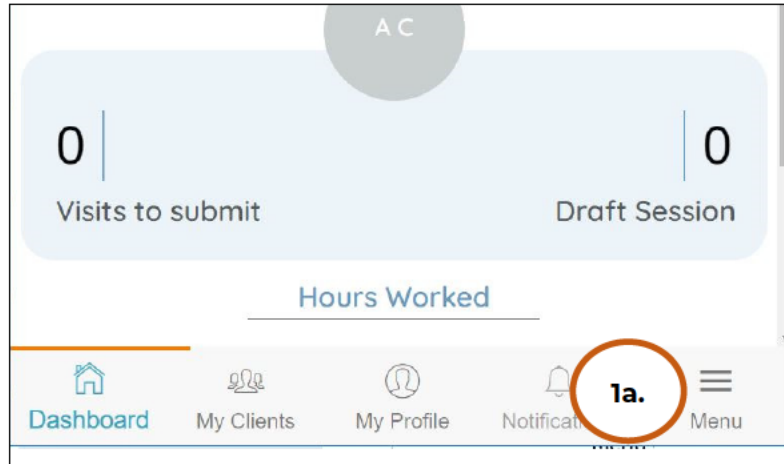 A C
0 0
Visits to submit Draft Session
Hours Worked
1a.
Dashboard My Clients My Profile Menu